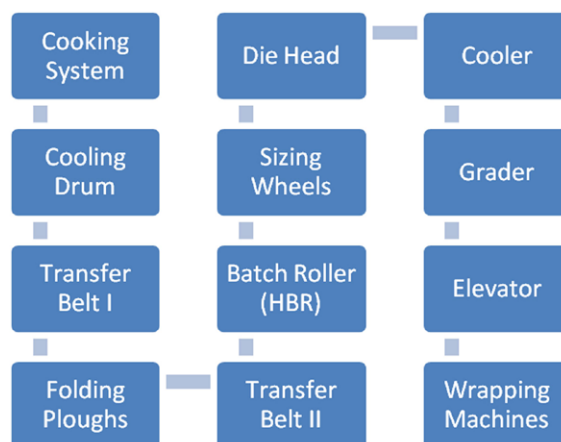 Cooking
System
Cooling
Drum
Transfer
Belt I
Folding
Ploughs
Transfer
Belt II
Batch Roller
(HBR)
Sizing
Wheels
Die Head
Cooler
Grader
Elevator
Wrapping
Machines